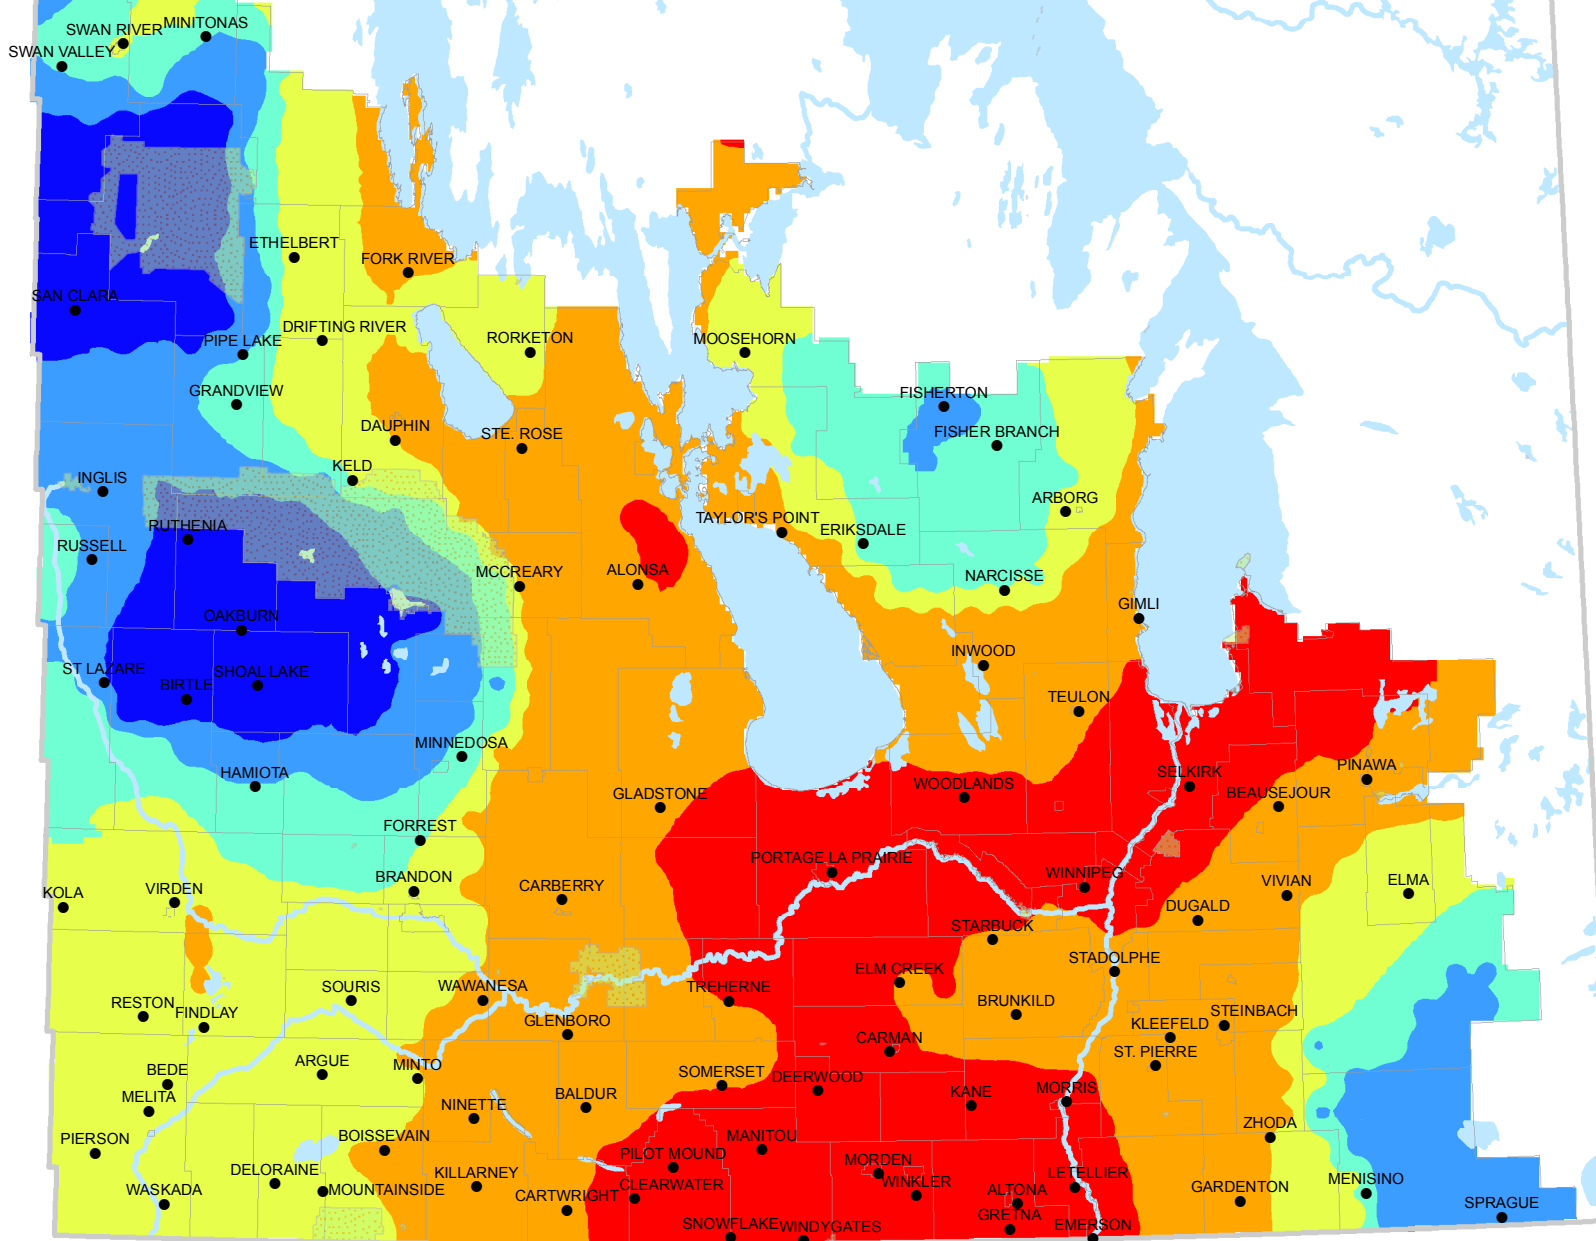 MINITONAS
SWAN RIVER
SWAN VALLEY
ETHELBERT
FORK RIVER
SAN CLARA
DRIFTING RIVER
PIPE LAKE
RORKETON
MOOSEHORN
GRANDVIEW
FISHERTON
DAUPHIN
STE. ROSE
FISHER BRANCH
KELD
INGLIS
ARBORG
TAYLOR'S POINT
RUTHENIA
ERIKSDALE
RUSSELL
MCCREARY
ALONSA
NARCISSE
GIMLI
OAKBURN
INWOOD
ST LAZARE
SHOAL LAKE
BIRTLE
TEULON
MINNEDOSA
HAMIOTA
PINAWA
SELKIRK
WOODLANDS
GLADSTONE
BEAUSEJOUR
FORREST
PORTAGE LA PRAIRIE
WINNIPEG
BRANDON
CARBERRY
VIVIAN
ELMA
KOLA
VIRDEN
DUGALD
STARBUCK
STADOLPHE
ELM CREEK
SOURIS
WAWANESA
TREHERNE
RESTON
FINDLAY
BRUNKILD
STEINBACH
GLENBORO
KLEEFELD
CARMAN
ST. PIERRE
ARGUE
MINTO
BEDE
SOMERSET
DEERWOOD
MELITA
NINETTE
BALDUR
KANE
MORRIS
ZHODA
PIERSON
BOISSEVAIN
MANITOU
PILOT MOUND
DELORAINE
KILLARNEY
MORDEN
LETELLIER
MENISINO
WASKADA
MOUNTAINSIDE
CARTWRIGHT
CLEARWATER
WINKLER
ALTONA
GARDENTON
SPRAGUE
GRETNA
SNOWFLAKE
WINDYGATES
EMERSON